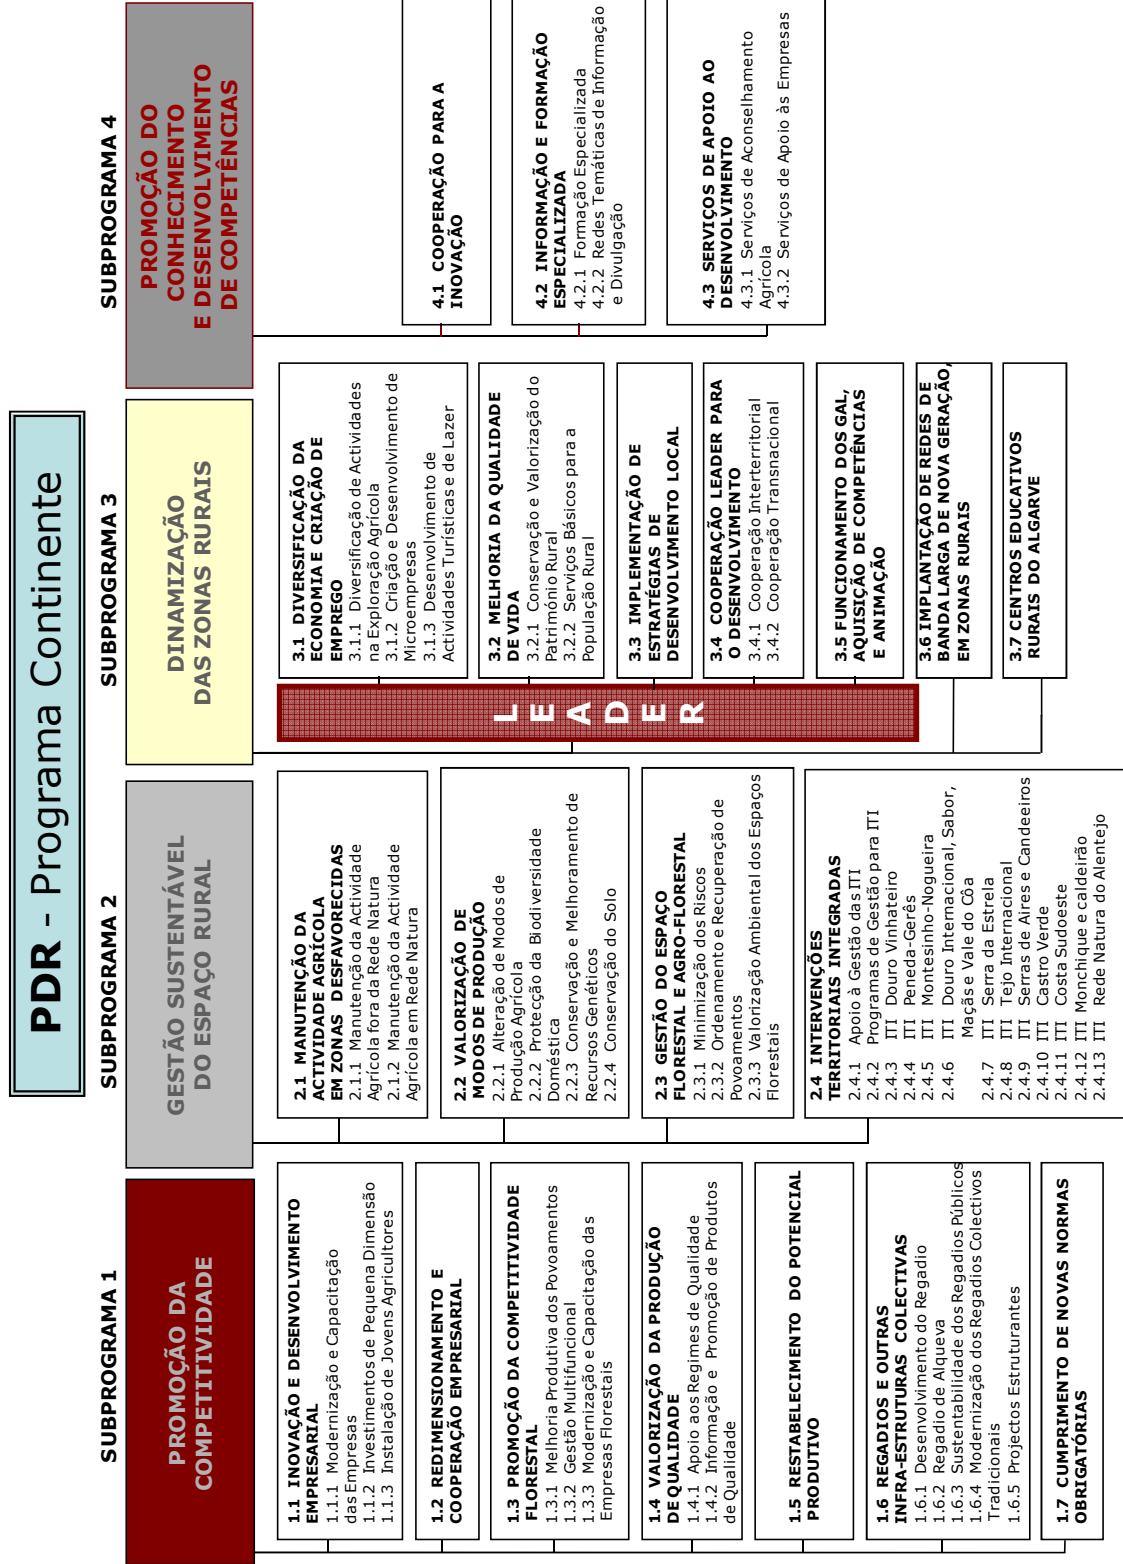 PDR - Programa Continente
SUBPROGRAMA 1
PROMOÇÃO DA
COMPETITIVIDADE
1.1 INOVAÇÃO E DESENVOLVIMENTO
EMPRESARIAL
1.1.1 Modernização e Capacitação
das Empresas
1.1.2 Investimentos de Pequena Dimensão
1.1.3 Instalação de Jovens Agricultores
1.2 REDIMENSIONAMENTO E
COOPERAÇÃO EMPRESARIAL
1.3 PROMOÇÃO DA COMPETITIVIDADE
FLORESTAL
1.3.1 Melhoria Produtiva dos Povoamentos
1.3.2 Gestão Multifuncional
1.3.3 Modernização e Capacitação das
Empresas Florestais
1.4 VALORIZAÇÃO DA PRODUÇÃO
DE QUALIDADE
1.4.1 Apoio aos Regimes de Qualidade
1.4.2 Informação e Promoção de Produtos
de Qualidade
1.5 RESTABELECIMENTO DO POTENCIAL
PRODUTIVO
1.6 REGADIOS E OUTRAS
INFRA-ESTRUTURAS COLECTIVAS
1.6.1 Desenvolvimento do Regadio
1.6.2 Regadio de Alqueva
1.6.3 Sustentabilidade dos Regadios Públicos
1.6.4 Modernização dos Regadios Colectivos
Tradicionais
1.6.5 Projectos Estruturantes
1.7 CUMPRIMENTO DE NOVAS NORMAS
OBRIGATÓRIAS
SUBPROGRAMA 2
GESTÃO SUSTENTÁVEL
DO ESPAÇO RURAL
2.1 MANUTENÇÃO DA
ACTIVIDADE AGRÍCOLA
EM ZONAS DESFAVORECIDAS
2.1.1 Manutenção da Actividade
Agrícola fora da Rede Natura
2.1.2 Manutenção da Actividade
Agrícola em Rede Natura
2.2 VALORIZAÇÃO DE
MODOS DE PRODUÇÃO
2.2.1 Alteração de Modos de
Produção Agrícola
2.2.2 Protecção da Biodiversidade
Doméstica
2.2.3 Conservação e Melhoramento de
Recursos Genéticos
2.2.4 Conservação do Solo
2.3 GESTÃO DO ESPAÇO
FLORESTAL E AGRO-FLORESTAL
2.3.1 Minimização dos Riscos
2.3.2 Ordenamento e Recuperação de
Povoamentos
2.3.3 Valorização Ambiental dos Espaços
Florestais
2.4 INTERVENÇÕES
TERRITORIAIS INTEGRADAS
2.4.1 Apoio à Gestão das ITI
2.4.2 Programas de Gestão para ITI
2.4.3 ITI Douro Vinhateiro
2.4.4 ITI Peneda-Gerês
2.4.5 ITI Montesinho-Nogueira
2.4.6 ITI Douro Internacional, Sabor,
Maçãs e Vale do Côa
2.4.7 ITI Serra da Estrela
2.4.8 ITI Tejo Internacional
2.4.9 ITI Serras de Aires e Candeeiros
2.4.10 ITI Castro Verde
2.4.11 ITI Costa Sudoeste
2.4.12 ITI Monchique e caldeirão
2.4.13 ITI Rede Natura do Alentejo
SUBPROGRAMA 3
DINAMIZAÇÃO
DAS ZONAS RURAIS
LEADER
3.1 DIVERSIFICAÇÃO DA
ECONOMIA E CRIAÇÃO DE
EMPREGO
3.1.1 Diversificação de Actividades
na Exploração Agrícola
3.1.2 Criação e Desenvolvimento de
Microempresas
3.1.3 Desenvolvimento de
Actividades Turísticas e de Lazer
3.2 MELHORIA DA QUALIDADE
DE VIDA
3.2.1 Conservação e Valorização do
Património Rural
3.2.2 Serviços Básicos para a
População Rural
3.3 IMPLEMENTAÇÃO DE
ESTRATÉGIAS DE
DESENVOLVIMENTO LOCAL
3.4 COOPERAÇÃO LEADER PARA
O DESENVOLVIMENTO
3.4.1 Cooperação Interterritorial
3.4.2 Cooperação Transnacional
3.5 FUNCIONAMENTO DOS GAL,
AQUISIÇÃO DE COMPETÊNCIAS
E ANIMAÇÃO
3.6 IMPLANTAÇÃO DE REDES DE
BANDA LARGA DE NOVA GERAÇÃO,
EM ZONAS RURAIS
3.7 CENTROS EDUCATIVOS
RURAIS DO ALGARVE
SUBPROGRAMA 4
PROMOÇÃO DO
CONHECIMENTO
E DESENVOLVIMENTO
DE COMPETÊNCIAS
4.1 COOPERAÇÃO PARA A
INOVAÇÃO
4.2 INFORMAÇÃO E FORMAÇÃO
ESPECIALIZADA
4.2.1 Formação Especializada
4.2.2 Redes Temáticas de Informação
e Divulgação
4.3 SERVIÇOS DE APOIO AO
DESENVOLVIMENTO
4.3.1 Serviços de Aconselhamento
Agrícola
4.3.2 Serviços de Apoio às Empresas